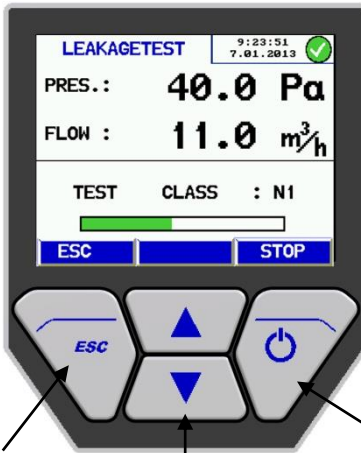 LEAKAGETEST
9:23:51
7.01.2013
PRES.: 40.0 Pa
FLOW : 11.0 m³/h
TEST CLASS : N1
ESC STOP
ESC